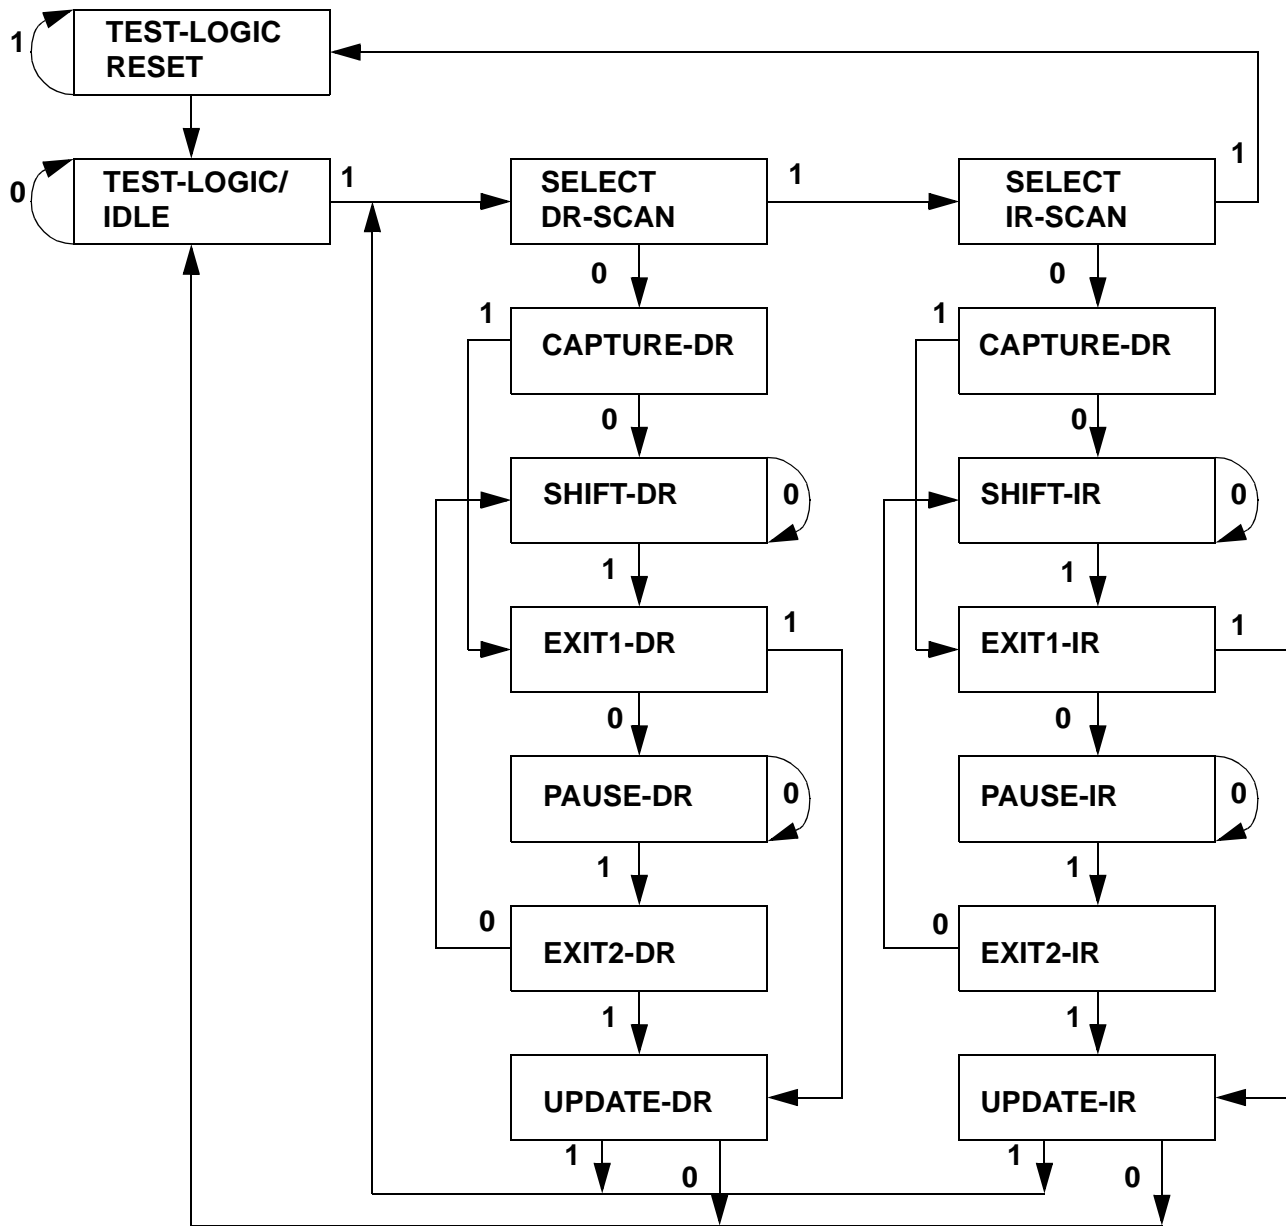 TEST-LOGIC
RESET
1
TEST-LOGIC/
IDLE
0
1
SELECT
DR-SCAN
1
SELECT
IR-SCAN
1
0
0
1
CAPTURE-DR
1
CAPTURE-DR
0
0
SHIFT-DR
0
SHIFT-IR
0
1
1
EXIT1-DR
1
EXIT1-IR
1
0
0
PAUSE-DR
0
PAUSE-IR
0
1
1
0
EXIT2-DR
0
EXIT2-IR
1
1
UPDATE-DR
UPDATE-IR
1
0
1
0